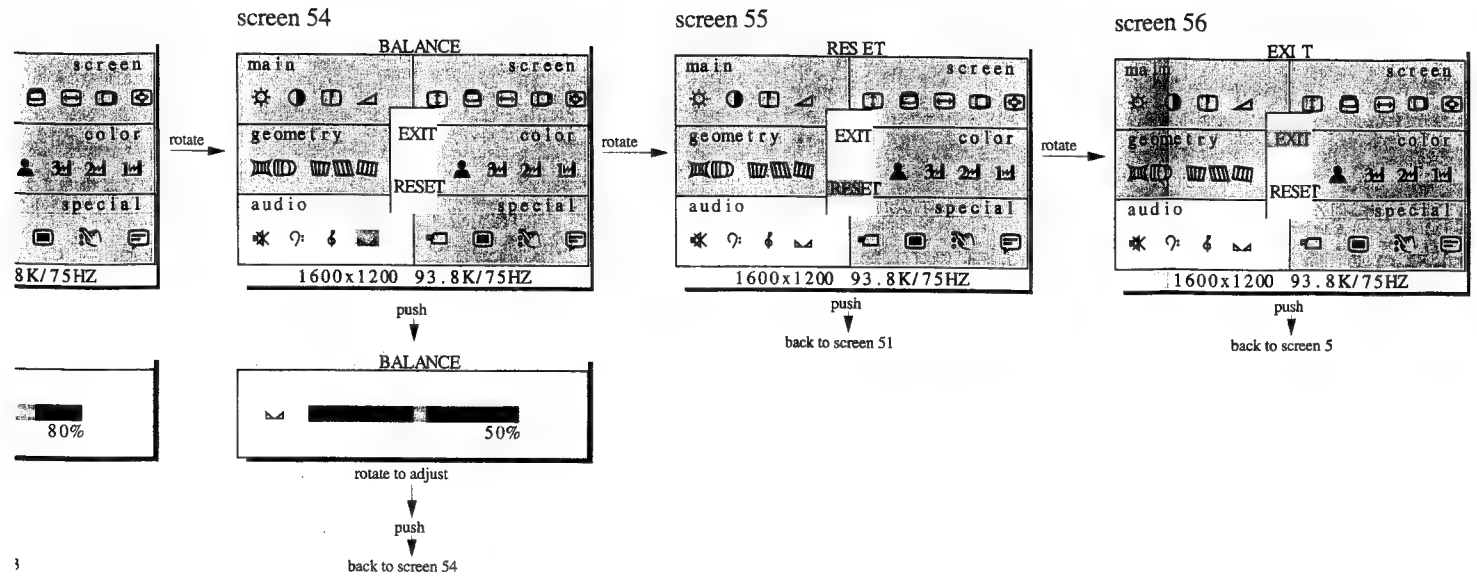 screen 54
screen 55
screen 56
BALANCE
RESET
EXIT
screen
color
special
8K/75HZ
rotate
main
screen
geometry
EXIT
color
RESET
audio
special
1600x1200 93.8K/75HZ
rotate
main
screen
geometry
EXIT
color
RESET
audio
special
1600x1200 93.8K/75HZ
rotate
main
screen
geometry
EXIT
color
RESET
audio
special
1600x1200 93.8K/75HZ
push
push
back to screen 51
push
back to screen 5
80%
BALANCE
50%
rotate to adjust
push
back to screen 54